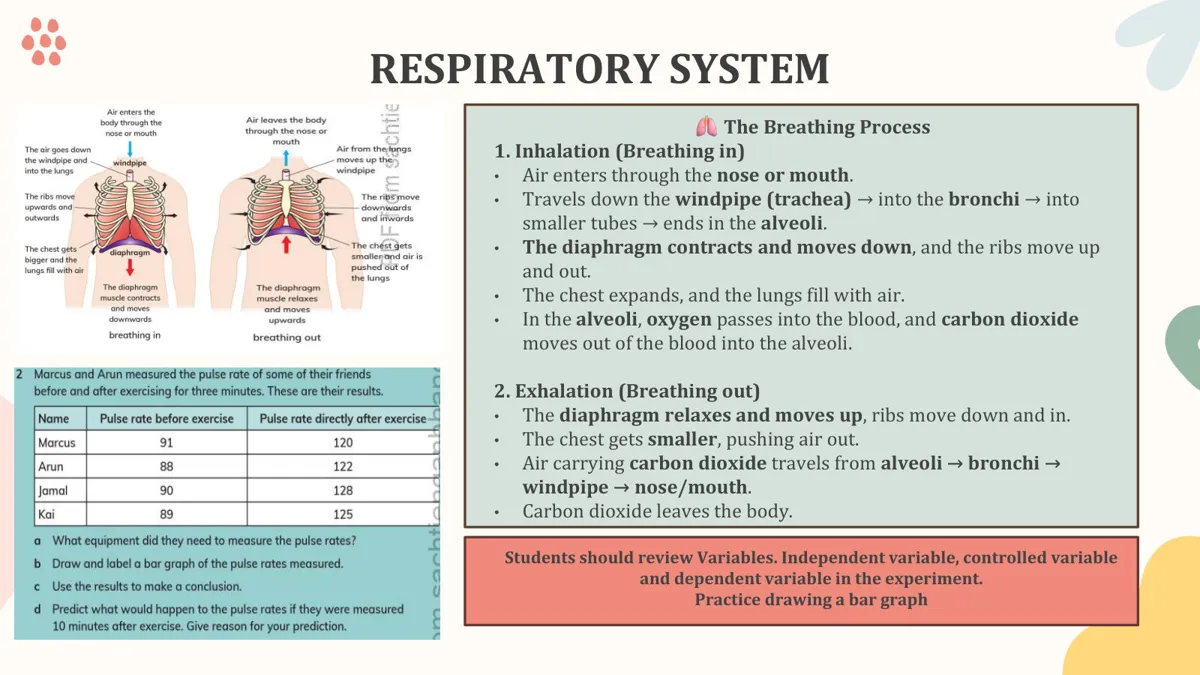 RESPIRATORY SYSTEM
Air enters the
body through the
nose or mouth
The air goes down
the windpipe and
into the lungs
windpipe
The ribs move
upwards and
outwards
The chest gets
bigger and the
lungs fill with air
diaphragm
The diaphragm
muscle contracts
and moves
downwards
breathing in
Air leaves the body
through the nose or
mouth
Air from the lungs
moves up the
windpipe
The ribs move
downwards
and inwards
The chest gets
smaller and air is
pushed out of
the lungs
The diaphragm
muscle relaxes
and moves
upwards
breathing out
2 Marcus and Arun measured the pulse rate of some of their friends
before and after exercising for three minutes. These are their results.
Name Pulse rate before exercise Pulse rate directly after exercise
Marcus 91 120
Arun 88 122
Jamal 90 128
Kai 89 125
a What equipment did they need to measure the pulse rates?
b Draw and label a bar graph of the pulse rates measured.
c Use the results to make a conclusion.
d Predict what would happen to the pulse rates if they were measured
10 minutes after exercise. Give reason for your prediction.
🫁 The Breathing Process
1. Inhalation (Breathing in)
• Air enters through the nose or mouth.
• Travels down the windpipe (trachea) → into the bronchi → into
smaller tubes → ends in the alveoli.
• The diaphragm contracts and moves down, and the ribs move up
and out.
• The chest expands, and the lungs fill with air.
• In the alveoli, oxygen passes into the blood, and carbon dioxide
moves out of the blood into the alveoli.
2. Exhalation (Breathing out)
• The diaphragm relaxes and moves up, ribs move down and in.
• The chest gets smaller, pushing air out.
• Air carrying carbon dioxide travels from alveoli → bronchi →
windpipe → nose/mouth.
• Carbon dioxide leaves the body.
Students should review Variables. Independent variable, controlled variable
and dependent variable in the experiment.
Practice drawing a bar graph